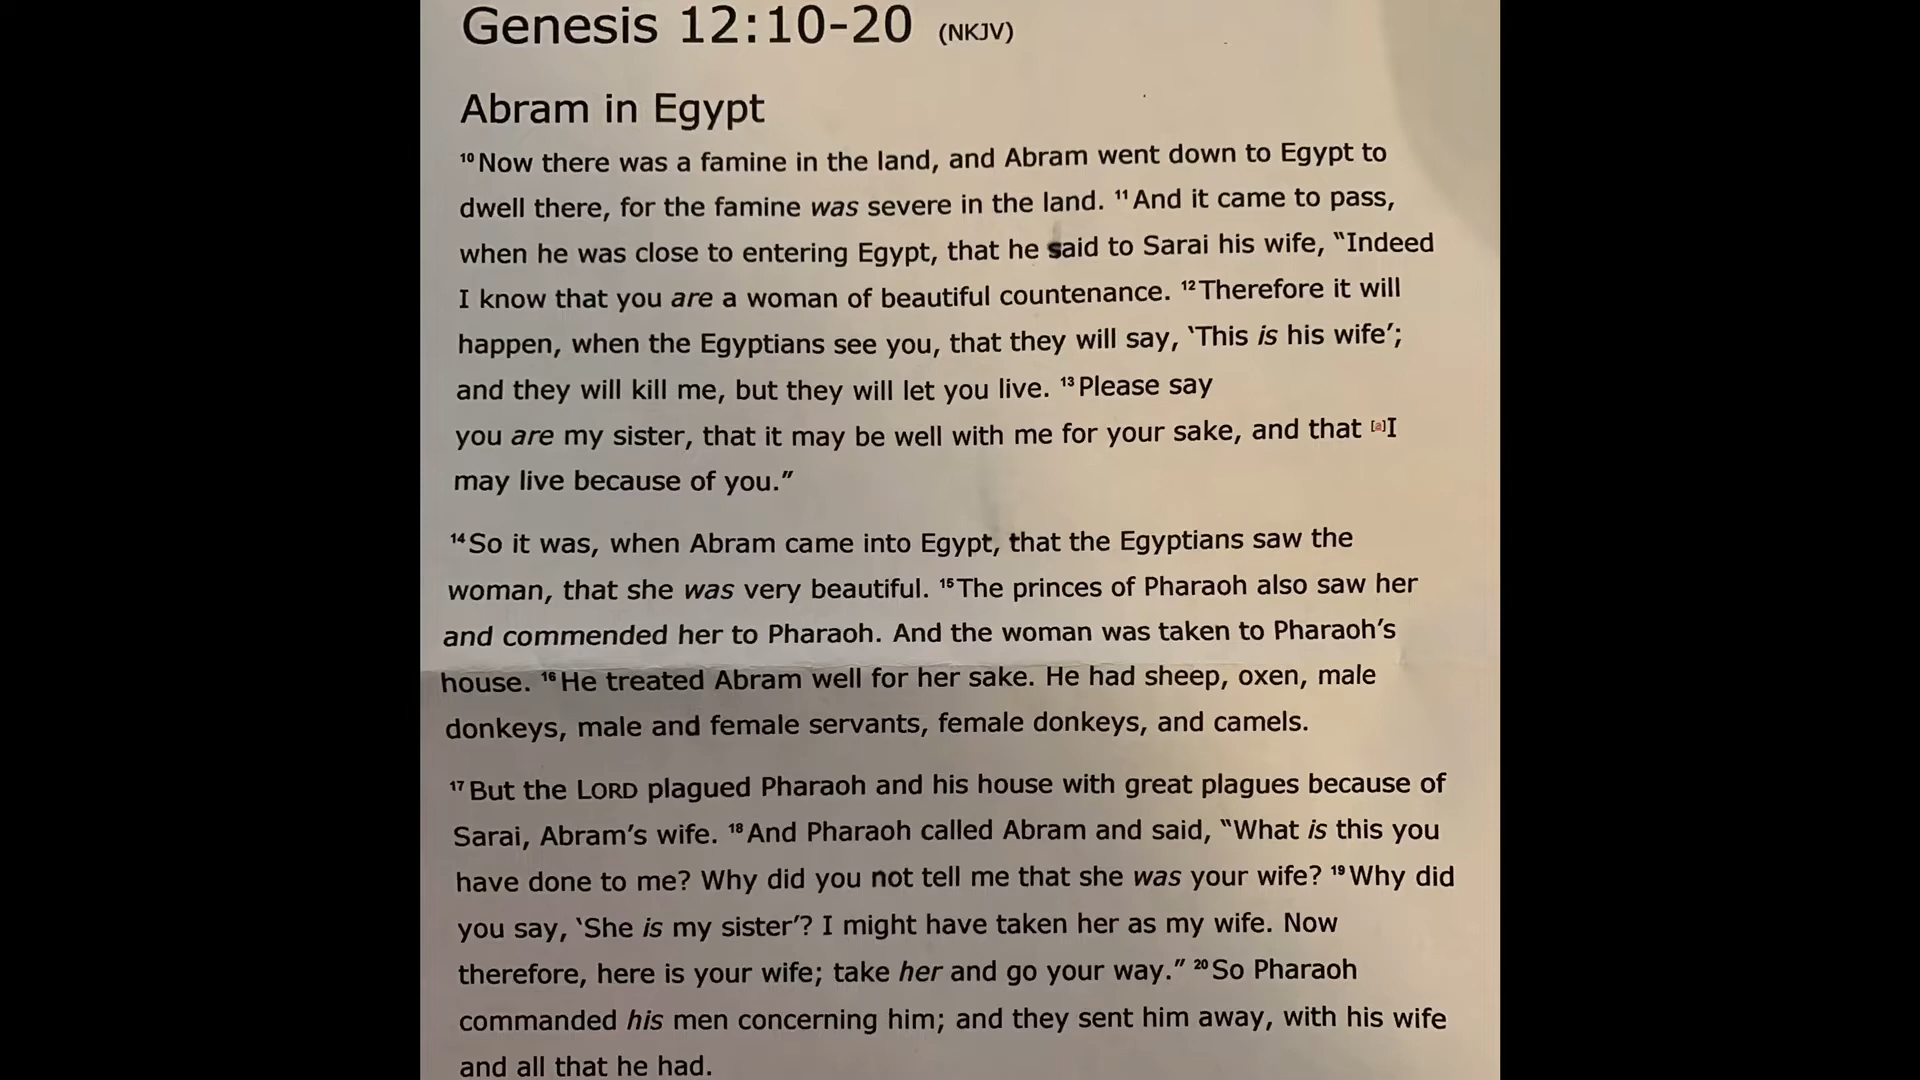 Genesis 12:10-20 (NKJV)
Abram in Egypt
10 Now there was a famine in the land, and Abram went down to Egypt to
dwell there, for the famine was severe in the land. 11 And it came to pass,
when he was close to entering Egypt, that he said to Sarai his wife, “Indeed
I know that you are a woman of beautiful countenance. 12 Therefore it will
happen, when the Egyptians see you, that they will say, ‘This is his wife’;
and they will kill me, but they will let you live. 13 Please say
you are my sister, that it may be well with me for your sake, and that [a]I
may live because of you.”
14 So it was, when Abram came into Egypt, that the Egyptians saw the
woman, that she was very beautiful. 15 The princes of Pharaoh also saw her
and commended her to Pharaoh. And the woman was taken to Pharaoh’s
house. 16 He treated Abram well for her sake. He had sheep, oxen, male
donkeys, male and female servants, female donkeys, and camels.
17 But the LORD plagued Pharaoh and his house with great plagues because of
Sarai, Abram’s wife. 18 And Pharaoh called Abram and said, “What is this you
have done to me? Why did you not tell me that she was your wife? 19 Why did
you say, ‘She is my sister’? I might have taken her as my wife. Now
therefore, here is your wife; take her and go your way.” 20 So Pharaoh
commanded his men concerning him; and they sent him away, with his wife
and all that he had.